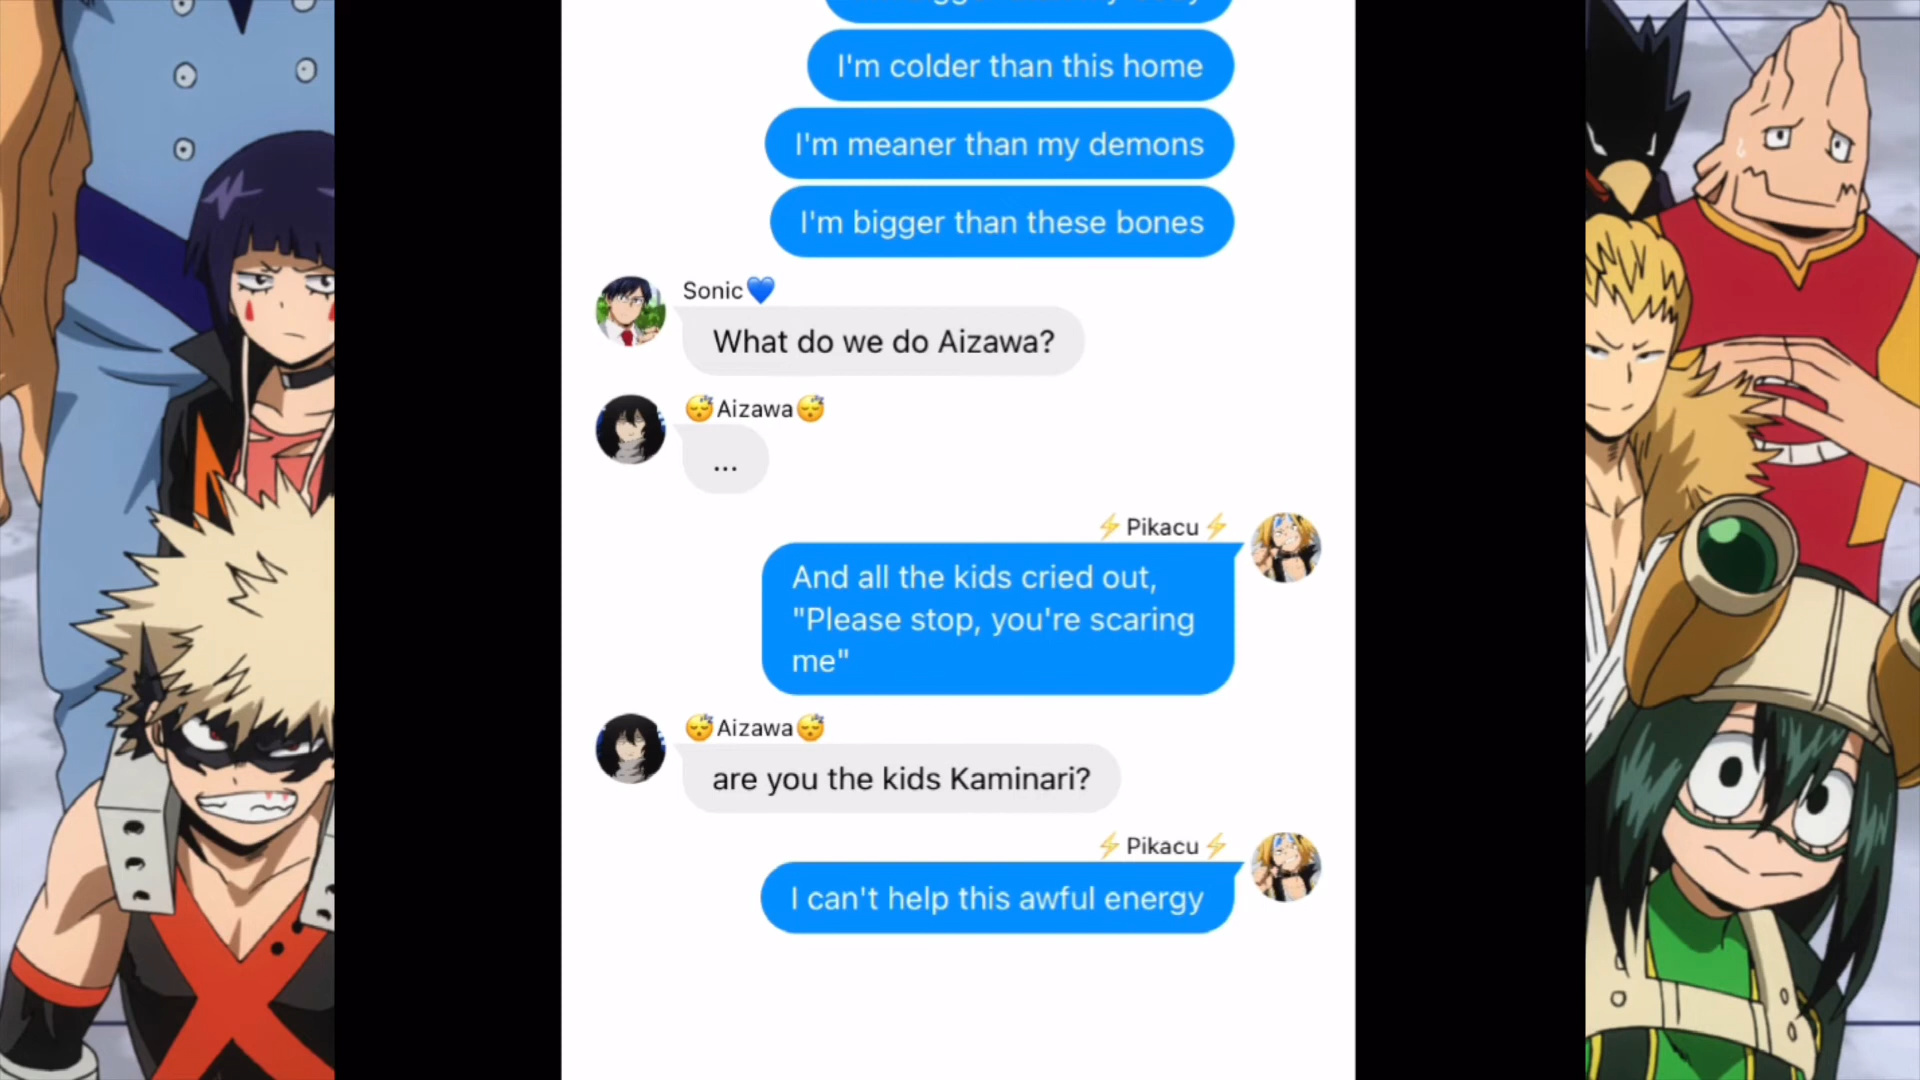 I'm colder than this home
I'm meaner than my demons
I'm bigger than these bones
Sonic💙
What do we do Aizawa?
😴Aizawa😴
...
⚡Pikacu⚡
And all the kids cried out,
"Please stop, you're scaring
me"
😴Aizawa😴
are you the kids Kaminari?
⚡Pikacu⚡
I can't help this awful energy